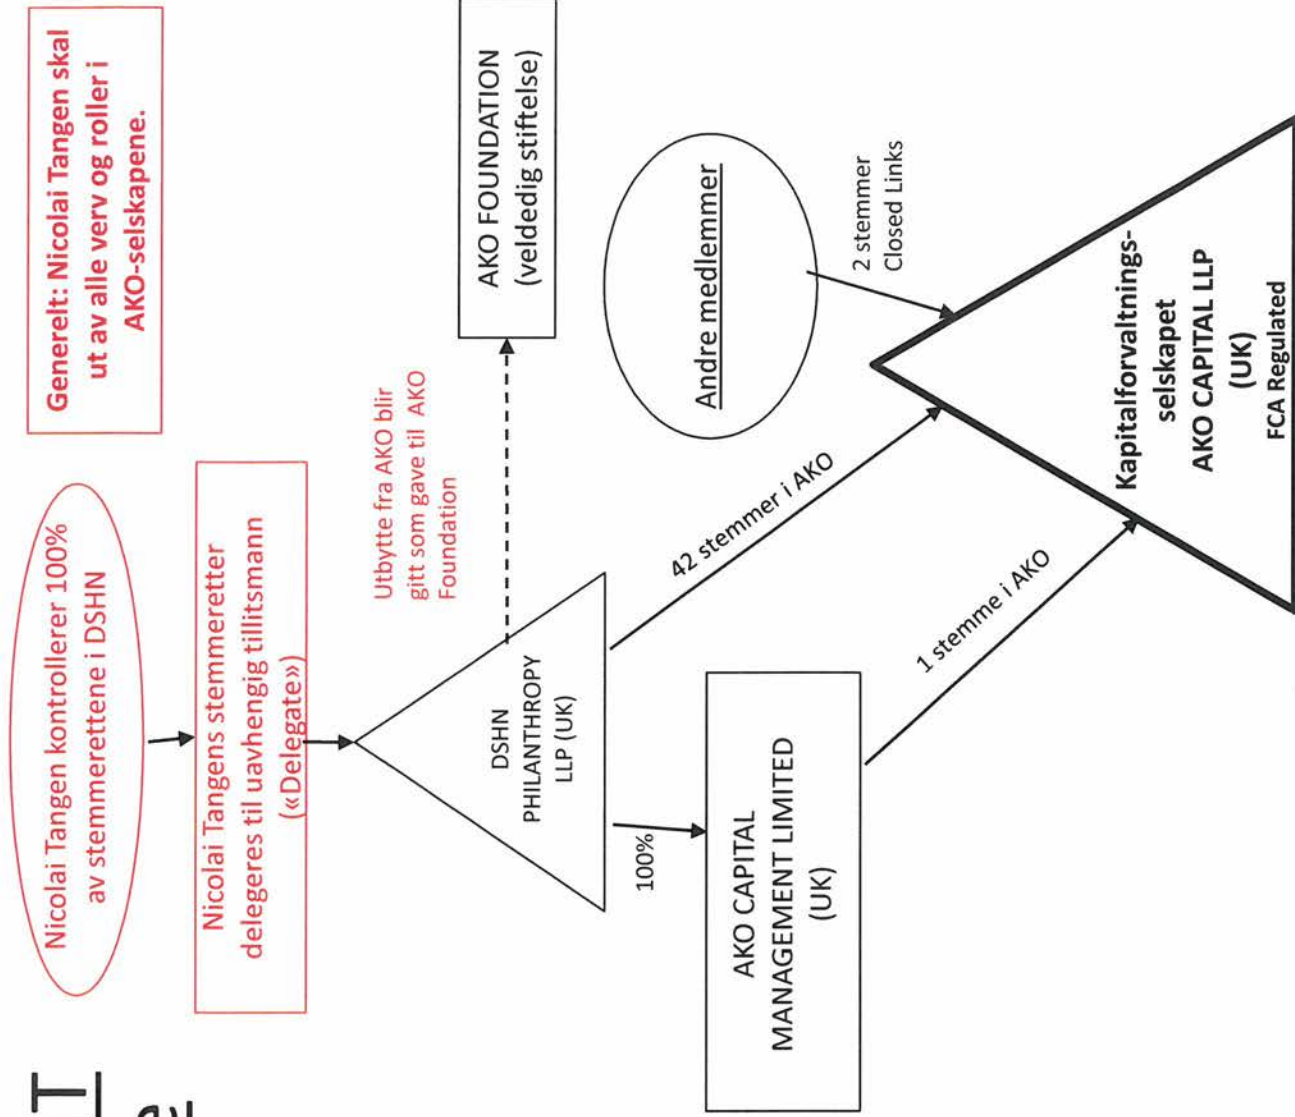 Nicolai Tangen kontrollerer 100%
av stemmerettene i DSHN
Generelt: Nicolai Tangen skal
ut av alle verv og roller i
AKO-selskapene.
Nicolai Tangens stemmeretter
delegeres til uavhengig tillitsmann
(«Delegate»)
Utbytte fra AKO blir
gitt som gave til AKO
Foundation
AKO FOUNDATION
(veldedig stiftelse)
DSHN
PHILANTHROPY
LLP (UK)
Andre medlemmer
100%
42 stemmer i AKO
2 stemmer
Closed Links
AKO CAPITAL
MANAGEMENT LIMITED
(UK)
1 stemme i AKO
Kapitalforvaltnings-
selskapet
AKO CAPITAL LLP
(UK)
FCA Regulated